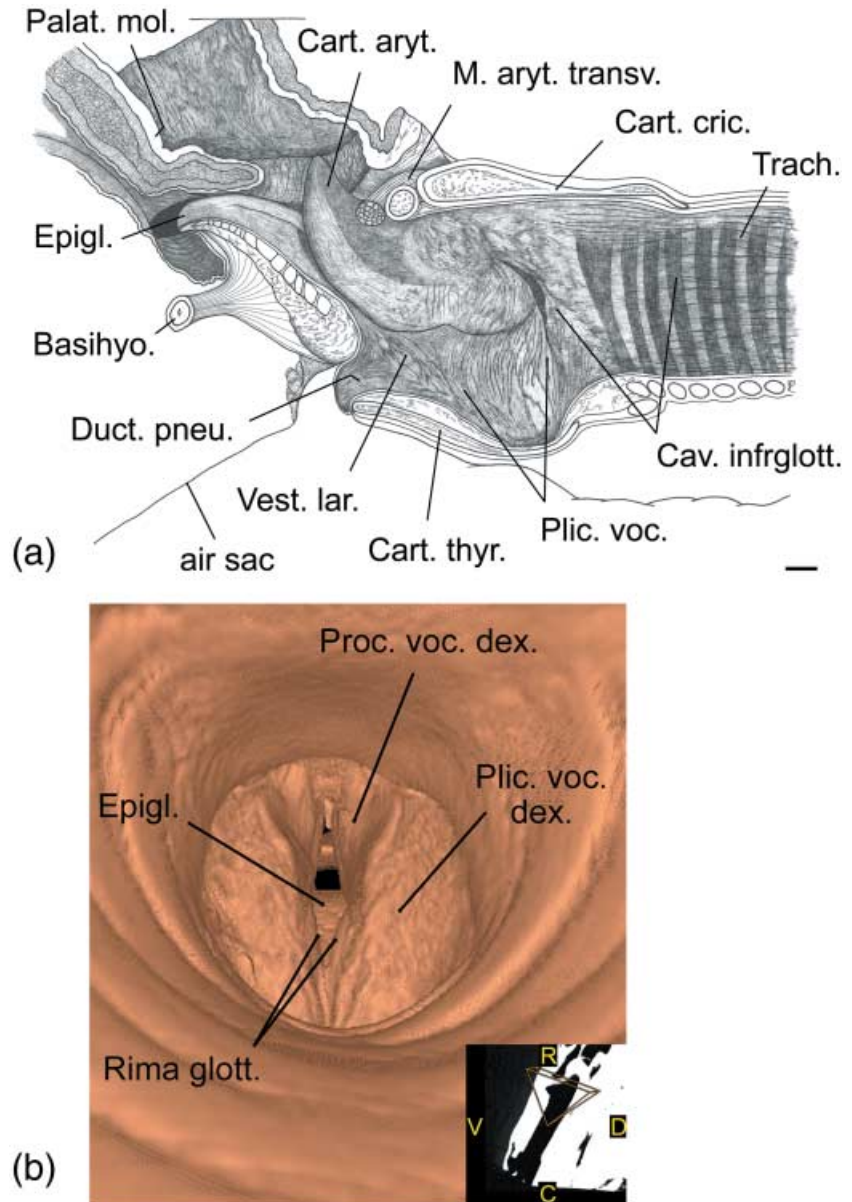 Palat. mol.
Cart. aryt.
M. aryt. transv.
Cart. cric.
Trach.
Epigl.
Basihyo.
Duct. pneu.
Vest. lar.
Cav. infrglott.
Plic. voc.
Cart. thyr.
air sac
(a)
Proc. voc. dex.
Plic. voc.
dex.
Epigl.
Rima glott.
R
V
D
C
(b)